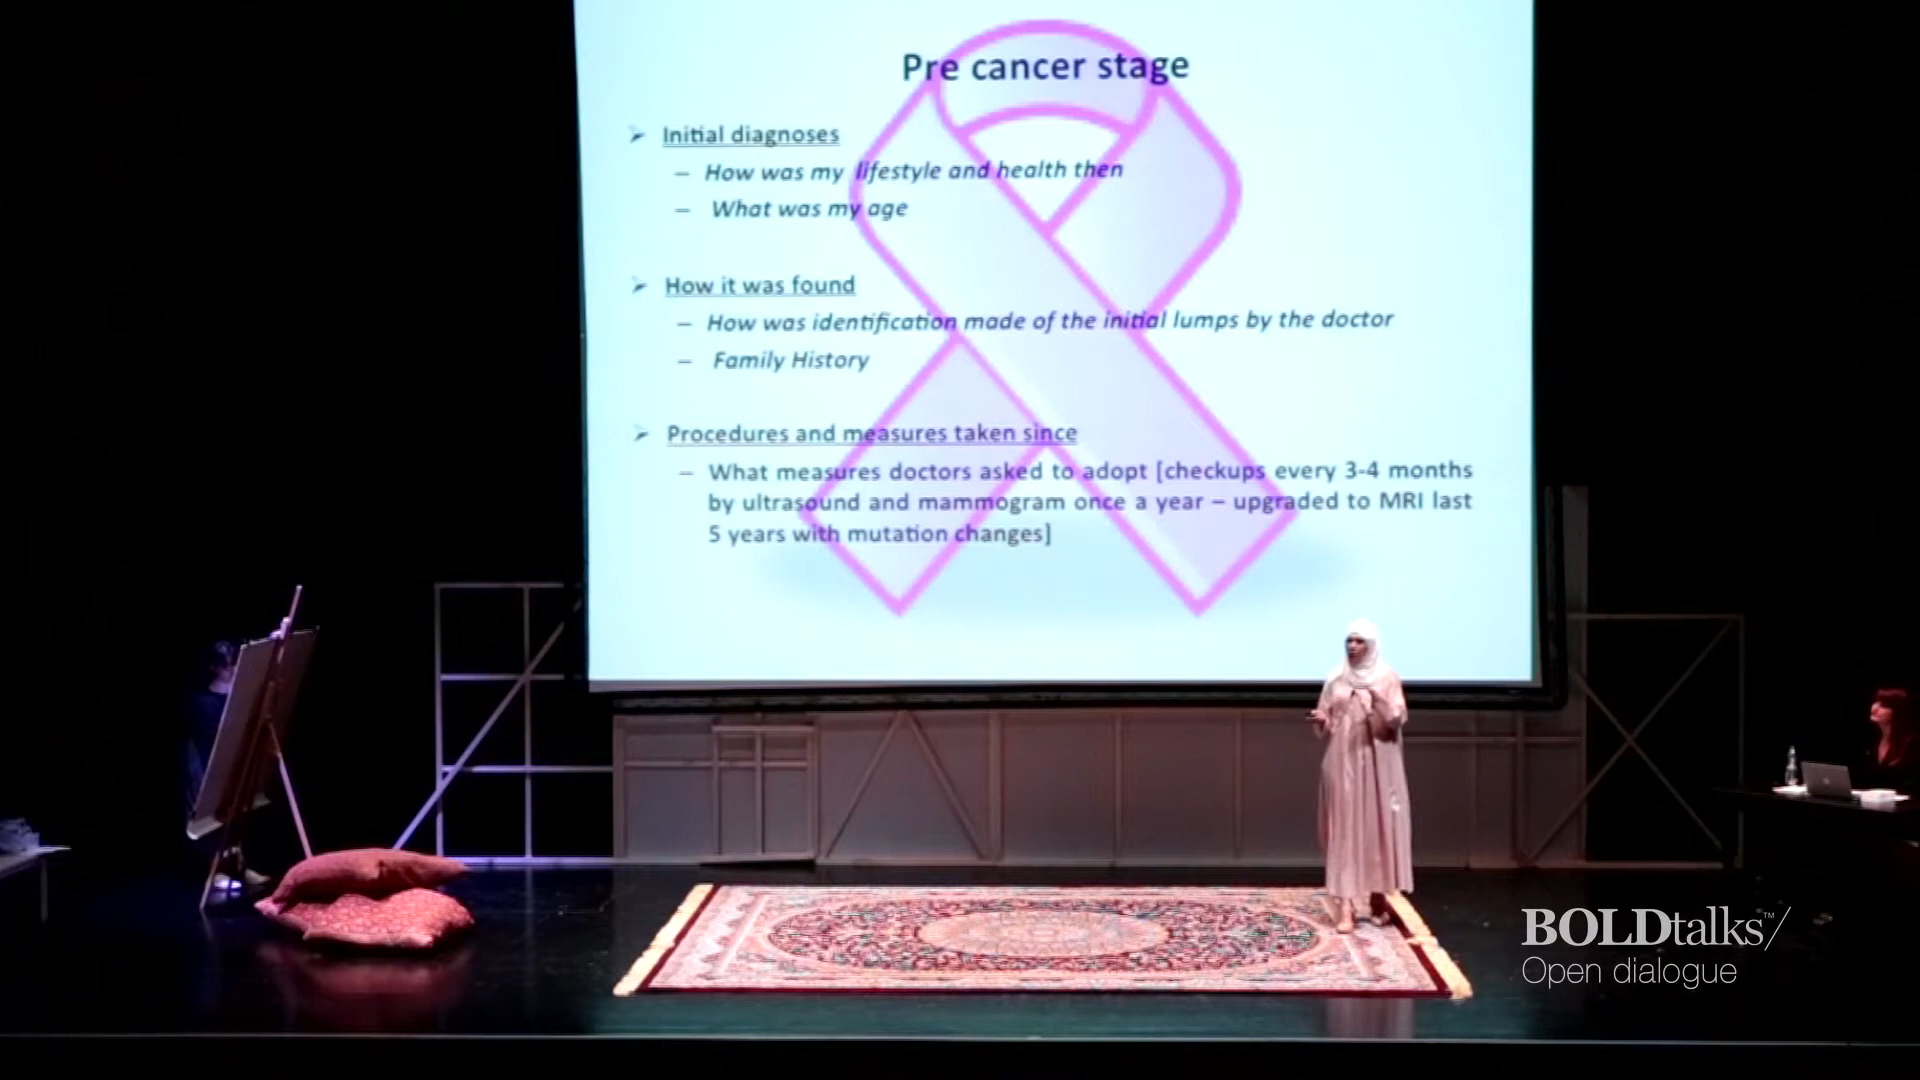 Pre cancer stage
➢ Initial diagnoses
– How was my lifestyle and health then
– What was my age
➢ How it was found
– How was identification made of the initial lumps by the doctor
– Family History
➢ Procedures and measures taken since
– What measures doctors asked to adopt [checkups every 3-4 months
by ultrasound and mammogram once a year – upgraded to MRI last
5 years with mutation changes]
BOLDtalks™/
Open dialogue